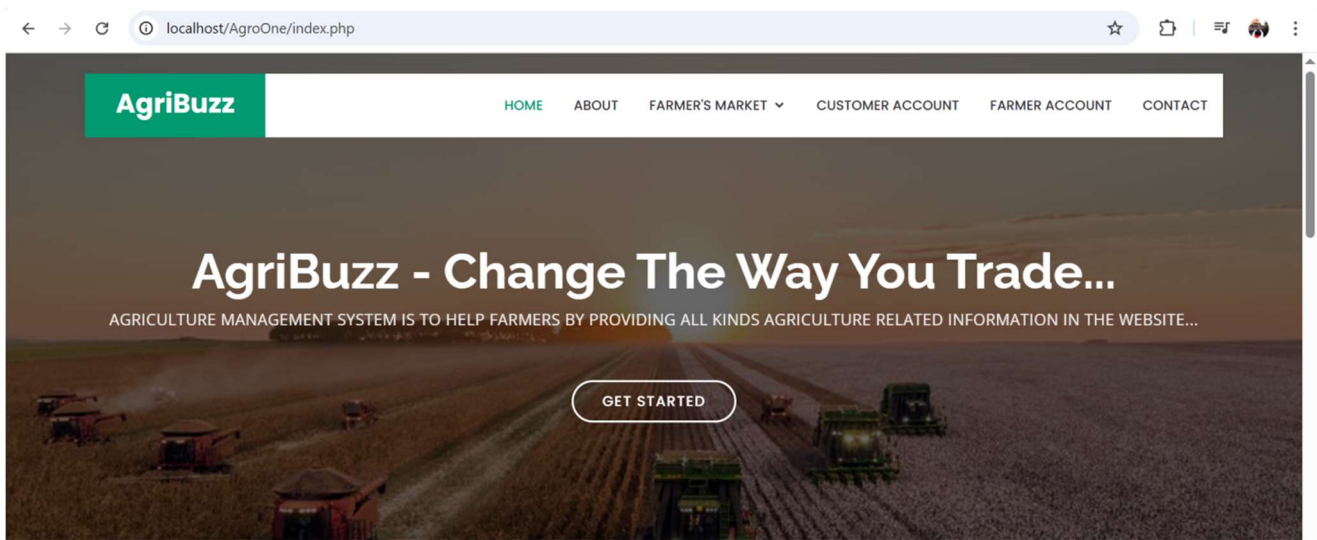 localhost/AgroOne/index.php
AgriBuzz
HOME ABOUT FARMER'S MARKET CUSTOMER ACCOUNT FARMER ACCOUNT CONTACT
AgriBuzz - Change The Way You Trade...
AGRICULTURE MANAGEMENT SYSTEM IS TO HELP FARMERS BY PROVIDING ALL KINDS AGRICULTURE RELATED INFORMATION IN THE WEBSITE...
GET STARTED